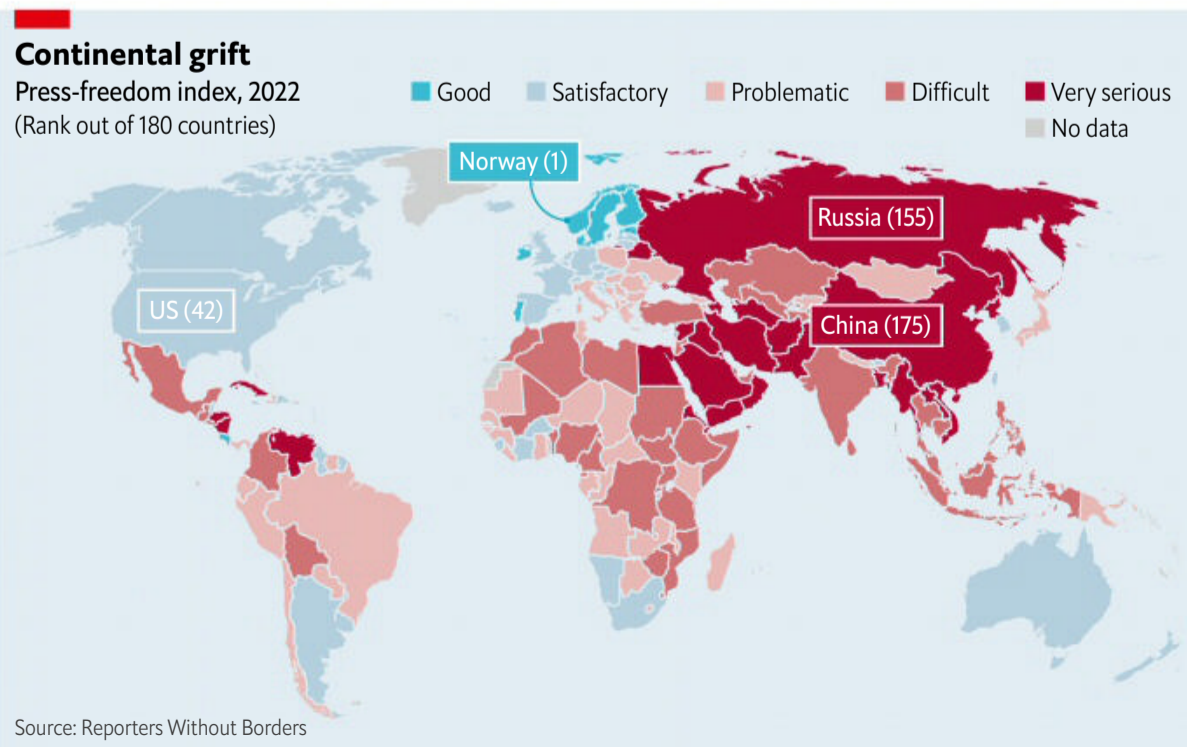 Continental grift
Press-freedom index, 2022
(Rank out of 180 countries)
Good
Satisfactory
Problematic
Difficult
Very serious
No data
Norway (1)
Russia (155)
US (42)
China (175)
Source: Reporters Without Borders